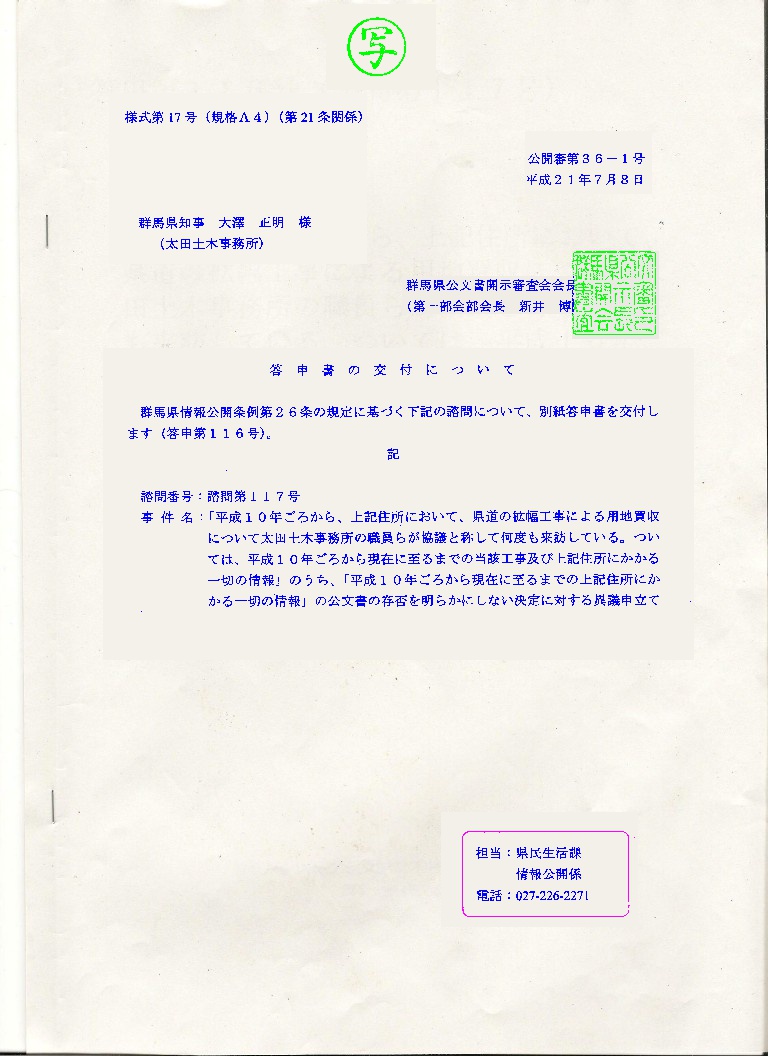 写
様式第17号（規格A4）（第21条関係）
公開審第３６－１号
平成２１年７月８日
群馬県知事　大澤　正明　様
（太田土木事務所）
群馬県公文書開示審査会会長
（第一部会部会長　新井　博
答申書の交付について
群馬県情報公開条例第２６条の規定に基づく下記の諮問について、別紙答申書を交付し
ます（答申第１１６号）。
記
諮問番号：諮問第１１７号
事件名：「平成１０年ごろから、上記住所において、県道の拡幅工事による用地買収
について太田土木事務所の職員らが協議と称して何度も来訪している。つい
ては、平成１０年ごろから現在に至るまでの当該工事及び上記住所にかかる
一切の情報」のうち、「平成１０年ごろから現在に至るまでの上記住所にか
かる一切の情報」の公文書の存否を明らかにしない決定に対する異議申立て
担当：県民生活課
情報公開係
電話：027-226-2271